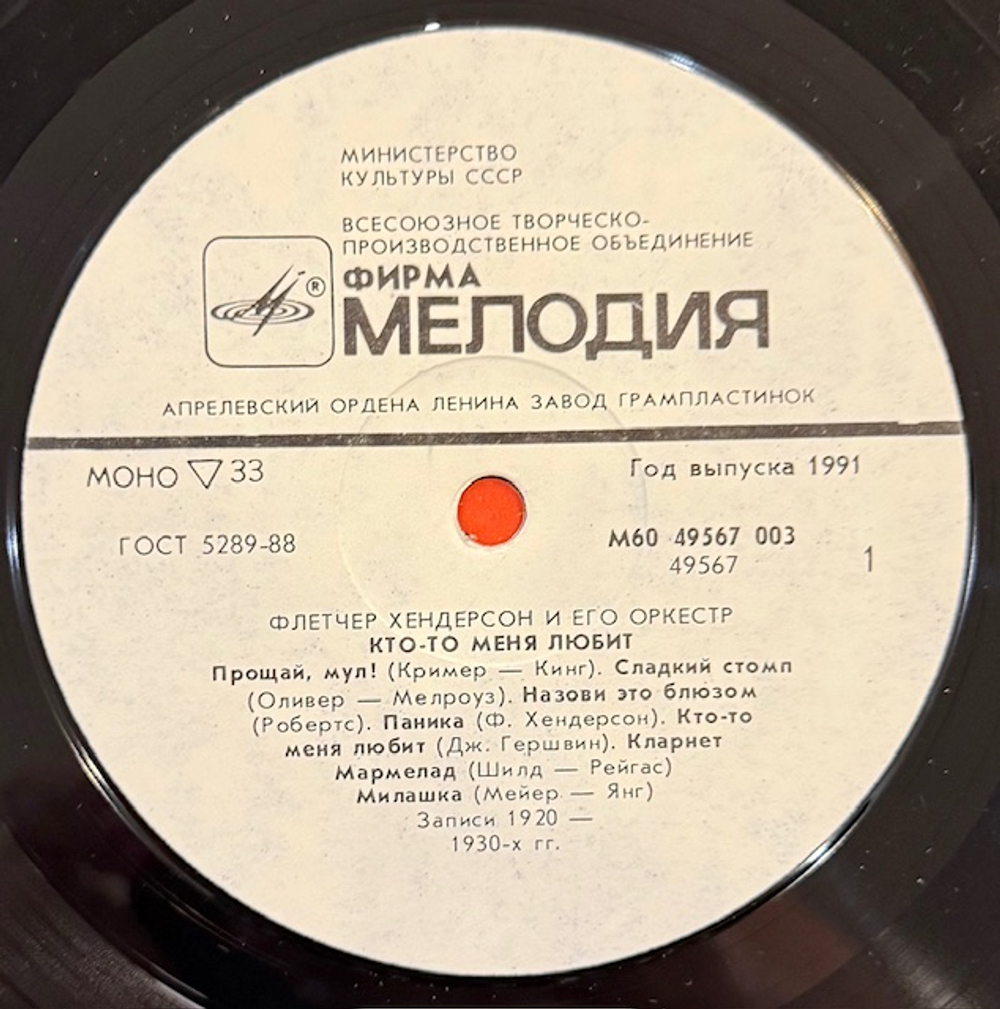 МИНИСТЕРСТВО
КУЛЬТУРЫ СССР
ВСЕСОЮЗНОЕ ТВОРЧЕСКО-
ПРОИЗВОДСТВЕННОЕ ОБЪЕДИНЕНИЕ
®
ФИРМА
МЕЛОДИЯ
АПРЕЛЕВСКИЙ ОРДЕНА ЛЕНИНА ЗАВОД ГРАМПЛАСТИНОК
МОНО ▽ 33
Год выпуска 1991
ГОСТ 5289-88
М60 49567 003
49567
1
ФЛЕТЧЕР ХЕНДЕРСОН И ЕГО ОРКЕСТР
КТО-ТО МЕНЯ ЛЮБИТ
Прощай, мул! (Кример — Кинг). Сладкий стомп
(Оливер — Мелроуз). Назови это блюзом
(Робертс). Паника (Ф. Хендерсон). Кто-то
меня любит (Дж. Гершвин). Кларнет
Мармелад (Шилд — Рейгас)
Милашка (Мейер — Янг)
Записи 1920 —
1930-х гг.